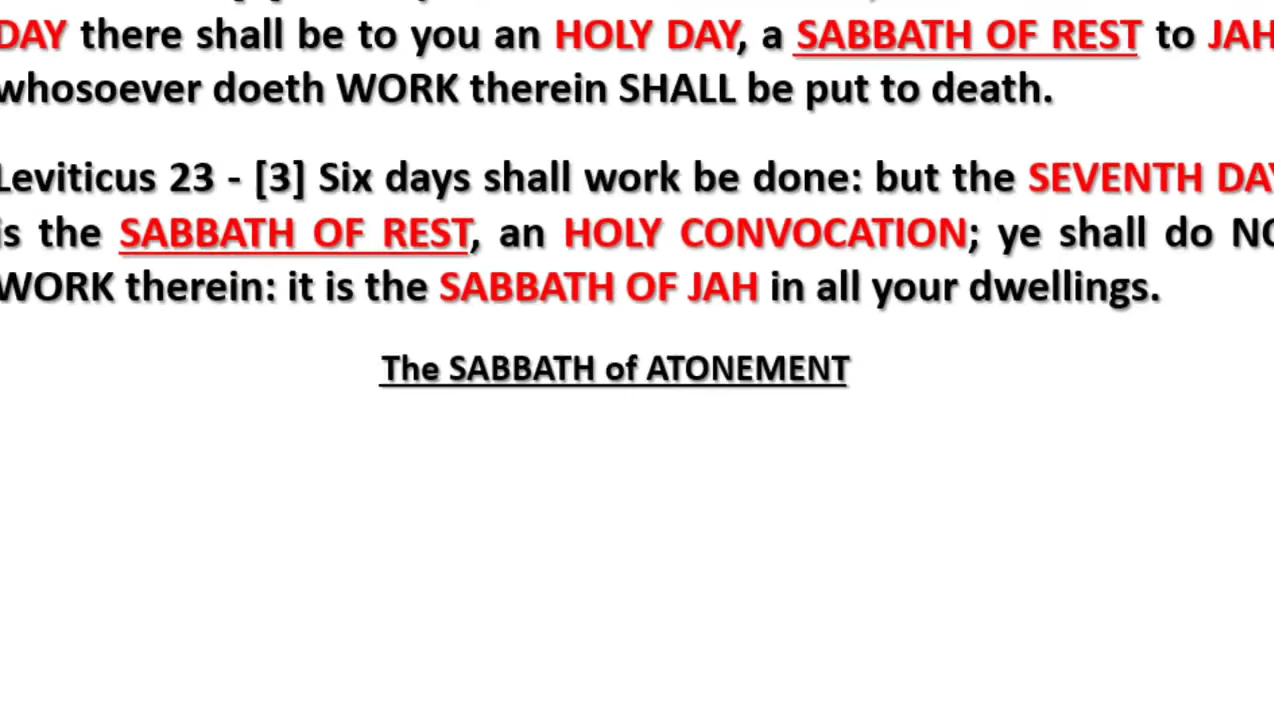 DAY there shall be to you an HOLY DAY, a SABBATH OF REST to JAH
whosoever doeth WORK therein SHALL be put to death.
Leviticus 23 - [3] Six days shall work be done: but the SEVENTH DAY
is the SABBATH OF REST, an HOLY CONVOCATION; ye shall do NO
WORK therein: it is the SABBATH OF JAH in all your dwellings.
The SABBATH of ATONEMENT